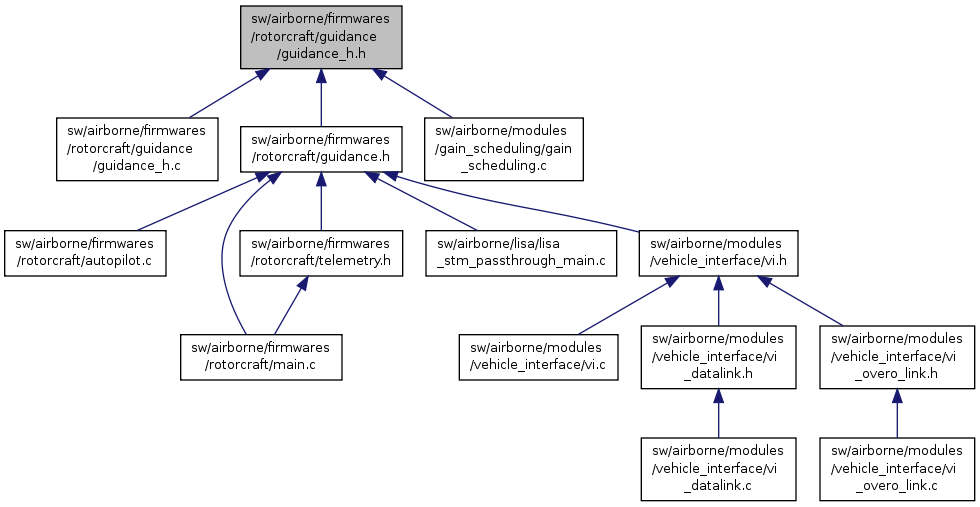 sw/airborne/firmwares
/rotorcraft/guidance
/guidance_h.h
sw/airborne/firmwares
/rotorcraft/guidance
/guidance_h.c
sw/airborne/firmwares
/rotorcraft/guidance.h
sw/airborne/modules
/gain_scheduling/gain
_scheduling.c
sw/airborne/firmwares
/rotorcraft/autopilot.c
sw/airborne/firmwares
/rotorcraft/telemetry.h
sw/airborne/lisa/lisa
_stm_passthrough_main.c
sw/airborne/modules
/vehicle_interface/vi.h
sw/airborne/firmwares
/rotorcraft/main.c
sw/airborne/modules
/vehicle_interface/vi.c
sw/airborne/modules
/vehicle_interface/vi
_datalink.h
sw/airborne/modules
/vehicle_interface/vi
_overo_link.h
sw/airborne/modules
/vehicle_interface/vi
_datalink.c
sw/airborne/modules
/vehicle_interface/vi
_overo_link.c